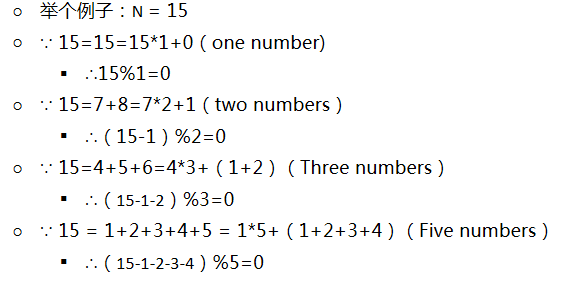 举个例子：N = 15
∵ 15=15=15*1+0（one number)
∴15%1=0
∵ 15=7+8=7*2+1（two numbers）
∴（15-1）%2=0
∵ 15=4+5+6=4*3+（1+2）（Three numbers）
∴（15-1-2）%3=0
∵ 15 = 1+2+3+4+5 = 1*5+（1+2+3+4）（Five numbers）
∴（15-1-2-3-4）%5=0